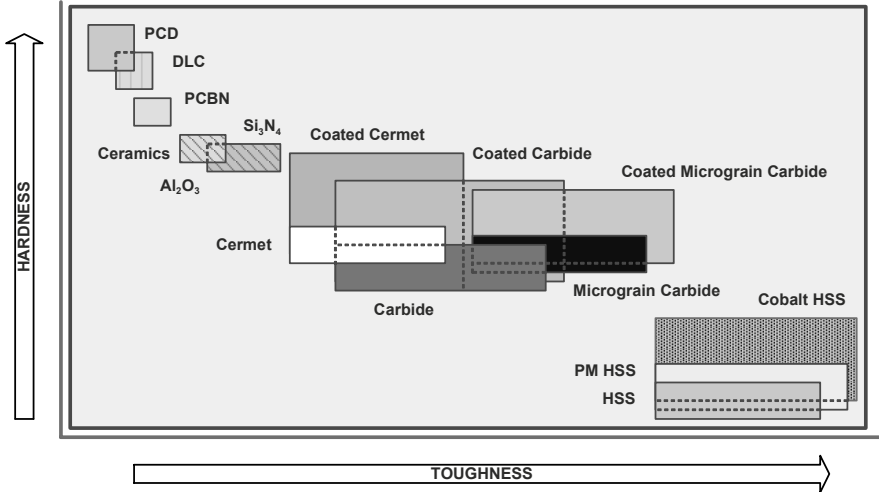 PCD
DLC
PCBN
Si₃N₄
Ceramics
Al₂O₃
Coated Cermet
Coated Carbide
Coated Micrograin Carbide
Cermet
Carbide
Micrograin Carbide
Cobalt HSS
PM HSS
HSS
HARDNESS
TOUGHNESS